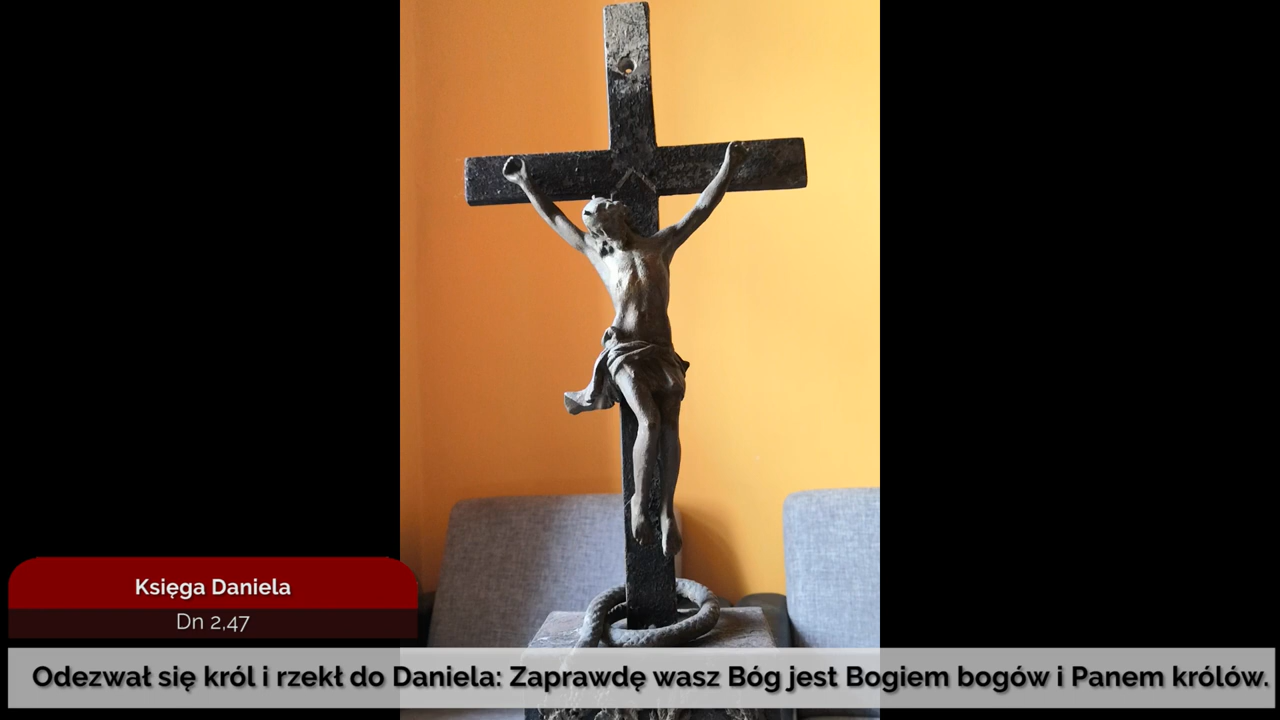 Księga Daniela
Dn 2,47
Odezwał się król i rzekł do Daniela: Zaprawdę wasz Bóg jest Bogiem bogów i Panem królów.